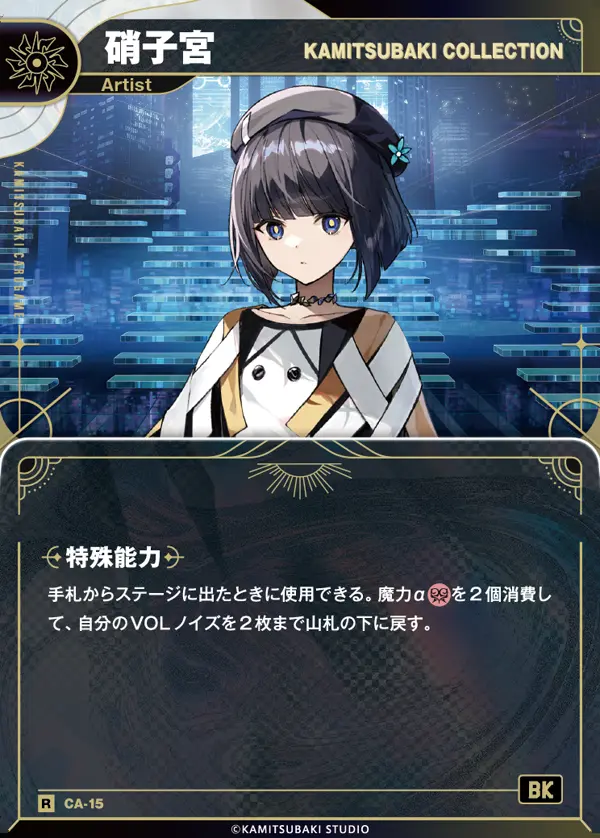 硝子宮
KAMITSUBAKI COLLECTION
Artist
KAMITSUBAKI CARD GAME
特殊能力
手札からステージに出たときに使用できる。魔力αを２個消費し
て、自分のＶＯＬノイズを２枚まで山札の下に戻す。
BK
R CA-15
©KAMITSUBAKI STUDIO